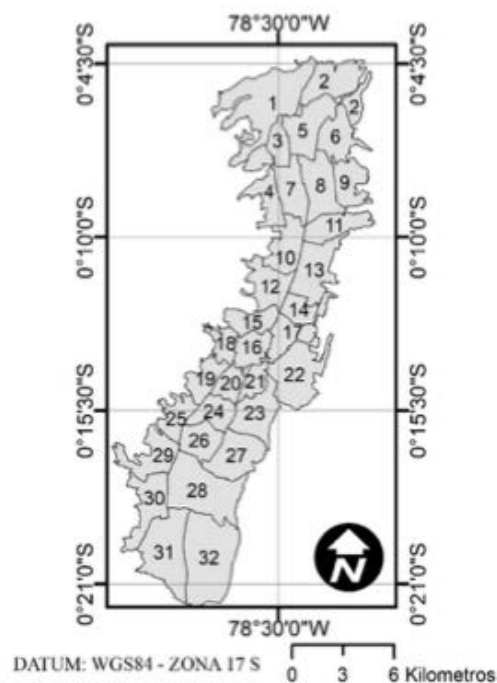 78°30'0"W
0°4'30"S
0°4'30"S
1
2
2
3
5
6
4
7
8
9
11
0°10'0"S
0°10'0"S
10
13
12
14
15
17
18
16
22
19
20
21
0°15'30"S
0°15'30"S
25
24
23
26
29
27
30
28
31
32
N
0°21'0"S
0°21'0"S
78°30'0"W
DATUM: WGS84 - ZONA 17 S
0 3 6 Kilometros